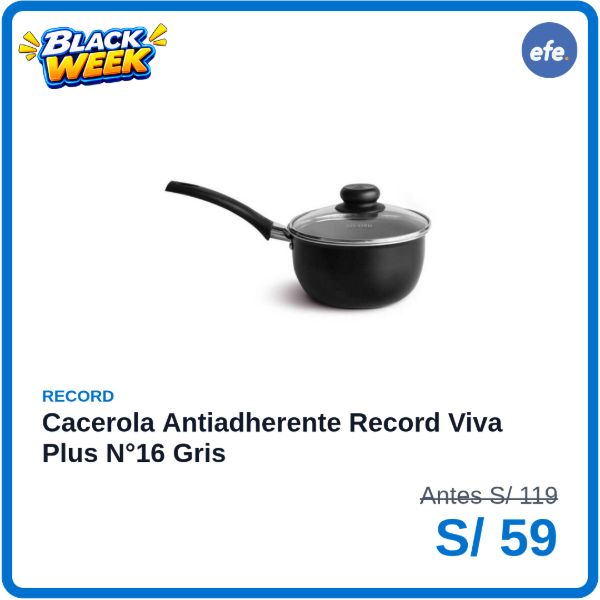 BLACK
WEEK
efe.
RECORD
Cacerola Antiadherente Record Viva
Plus N°16 Gris
Antes S/ 119
S/ 59